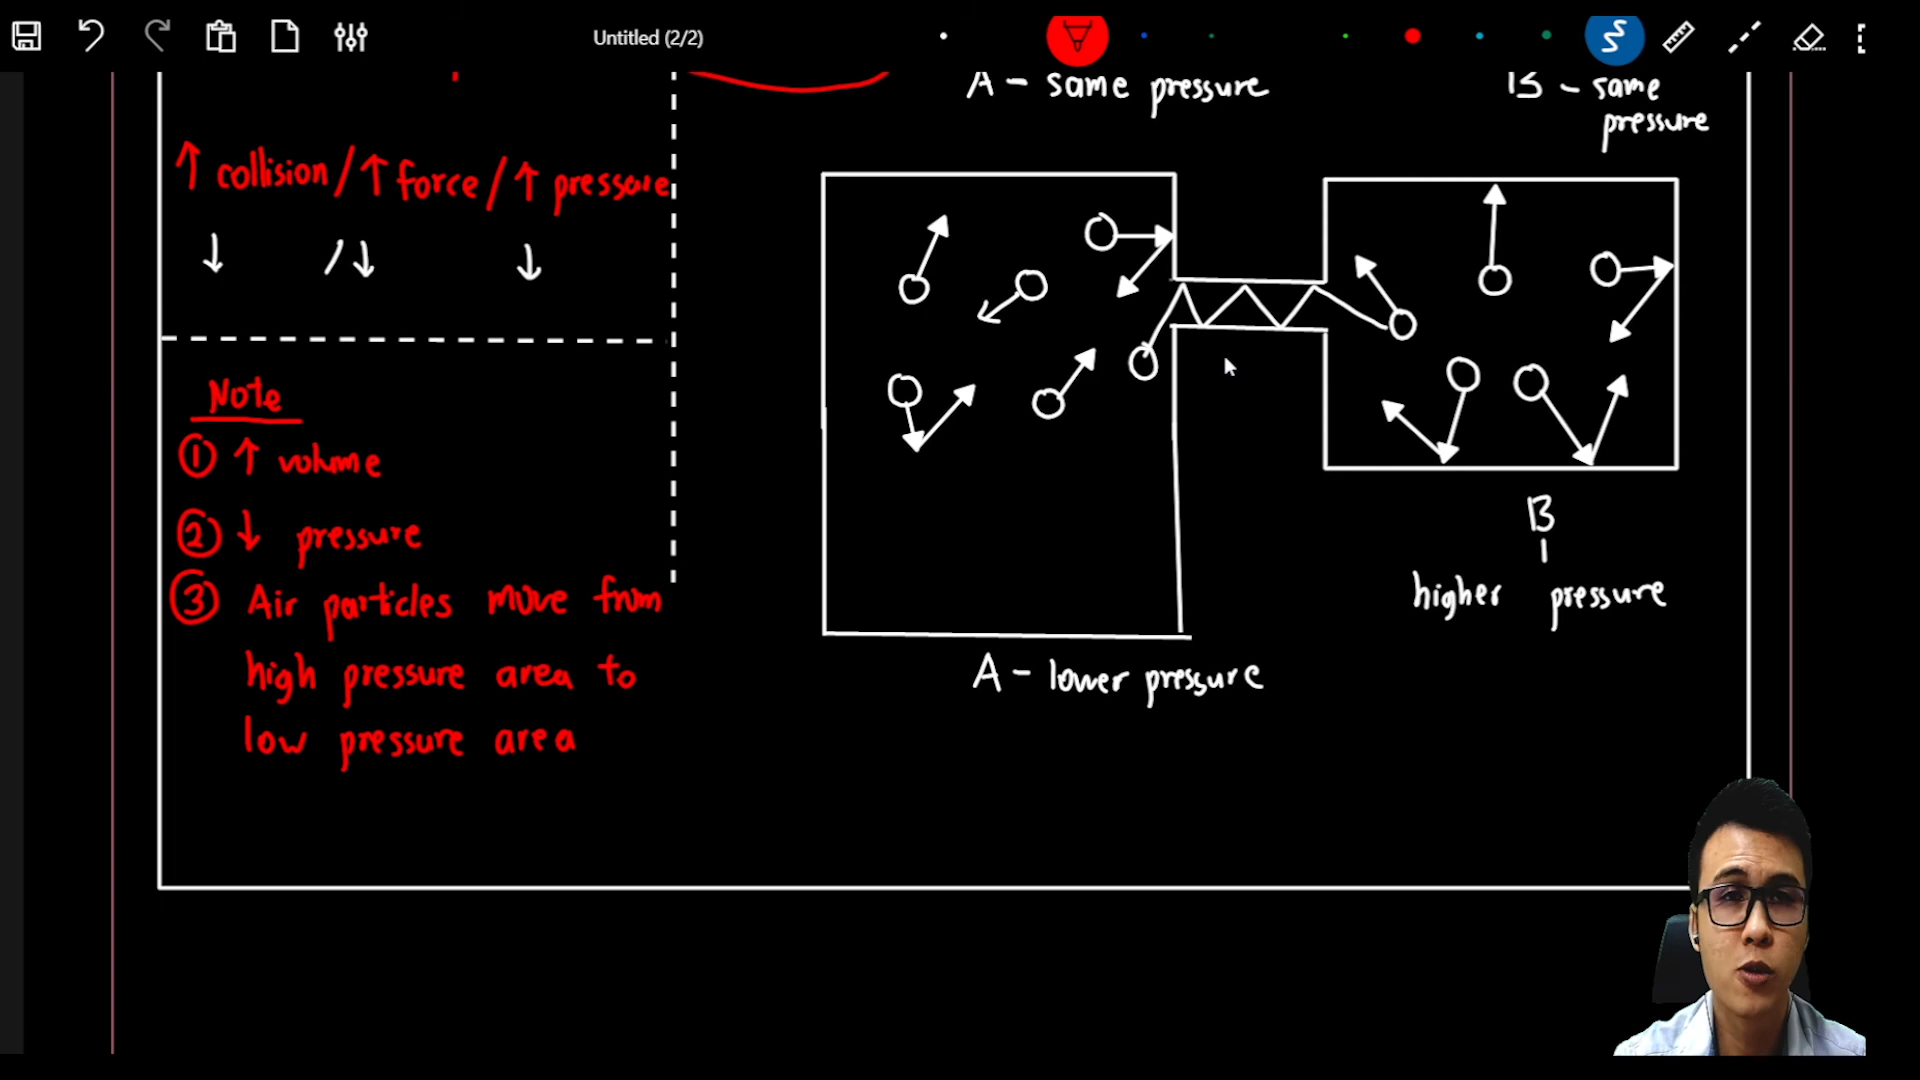 Untitled (2/2)
A - same pressure
B - same
pressure
↑ collision / ↑ force / ↑ pressure
↓ / ↓ ↓
Note
① ↑ volume
② ↓ pressure
③ Air particles move from
high pressure area to
low pressure area
B
higher pressure
A - lower pressure